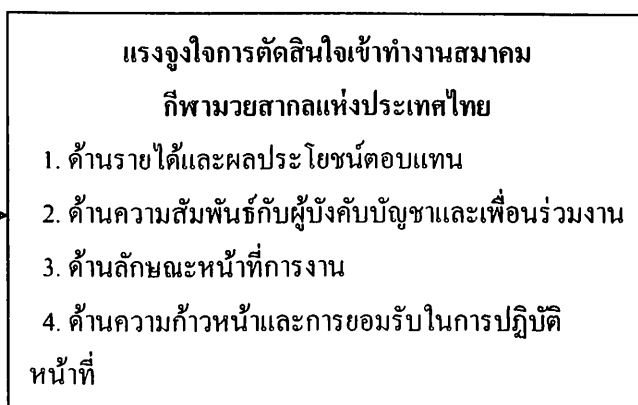 แรงจูงใจการตัดสินใจเข้าทำงานสมาคม
กีฬามวยสากลแห่งประเทศไทย
1. ด้านรายได้และผลประโยชน์ตอบแทน
2. ด้านความสัมพันธ์กับผู้บังคับบัญชาและเพื่อนร่วมงาน
3. ด้านลักษณะหน้าที่การงาน
4. ด้านความก้าวหน้าและการยอมรับในการปฏิบัติ
หน้าที่